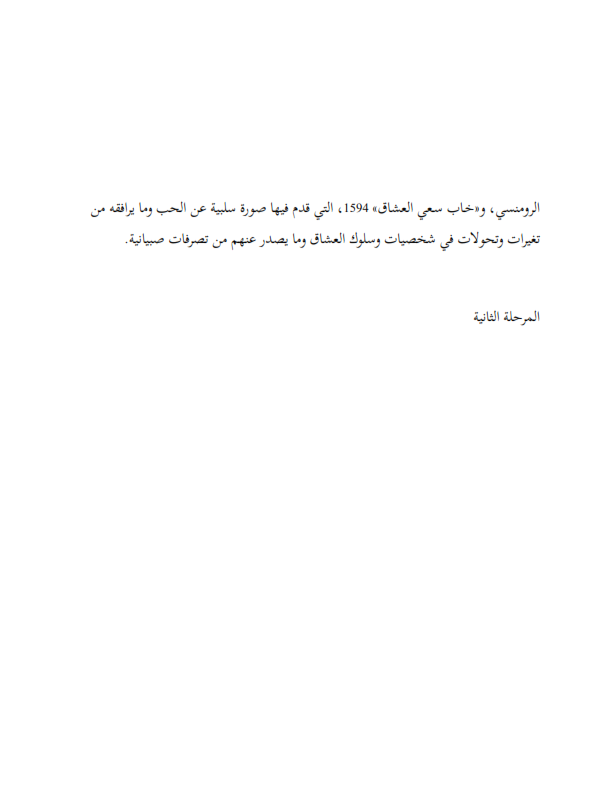 الرومنسي، و«خاب سعي العشاق» 1594، التي قدم فيها صورة سلبية عن الحب وما يرافقه من
تغيرات وتحولات في شخصيات وسلوك العشاق وما يصدر عنهم من تصرفات صبيانية.
المرحلة الثانية